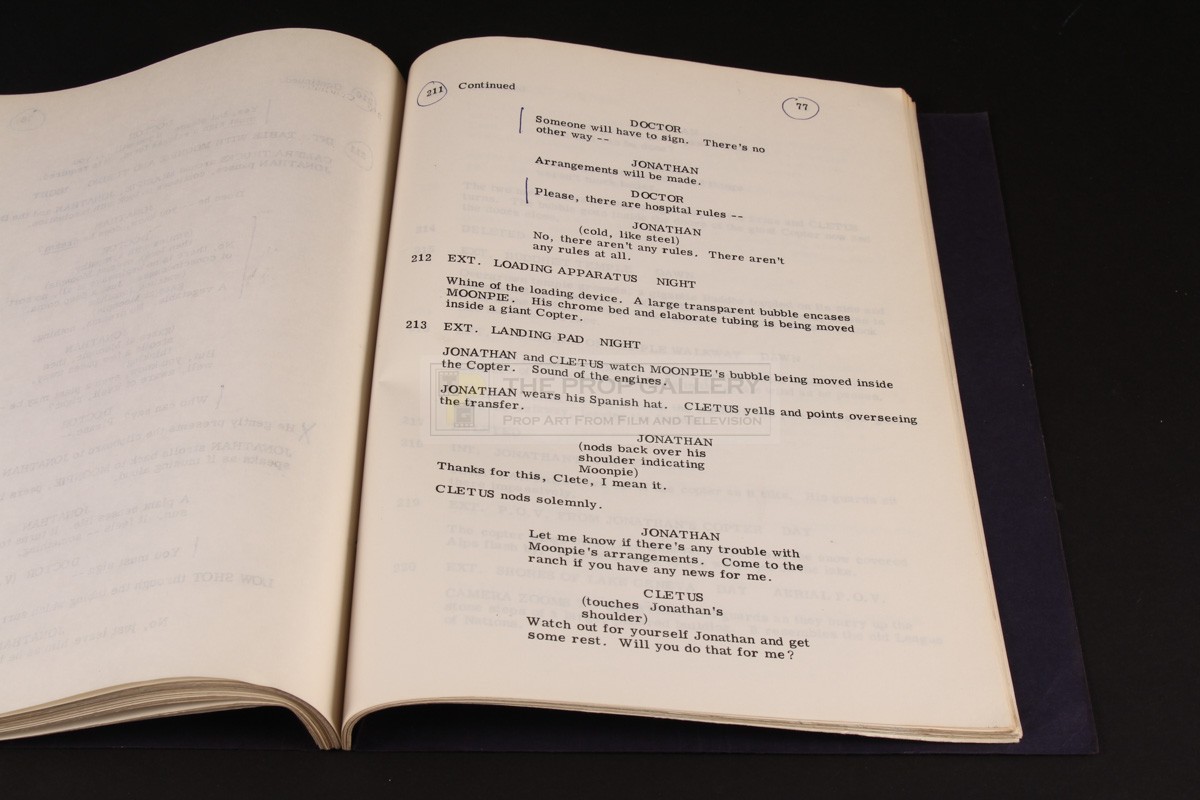 211 Continued 77
DOCTOR
Someone will have to sign. There's no
other way --
JONATHAN
Arrangements will be made.
DOCTOR
Please, there are hospital rules --
JONATHAN
(cold, like steel)
No, there aren't any rules. There aren't
any rules at all.
212 EXT. LOADING APPARATUS NIGHT
Whine of the loading device. A large transparent bubble encases
MOONPIE. His chrome bed and elaborate tubing is being moved
inside a giant Copter.
213 EXT. LANDING PAD NIGHT
JONATHAN and CLETUS watch MOONPIE's bubble being moved inside
the Copter. Sound of the engines.
THE PROP GALLERY
JONATHAN wears his Spanish hat. CLETUS yells and points overseeing
the transfer.
PROP ART FROM FILM AND TELEVISION
JONATHAN
(nods back over his
shoulder indicating
Moonpie)
Thanks for this, Clete, I mean it.
CLETUS nods solemnly.
JONATHAN
Let me know if there's any trouble with
Moonpie's arrangements. Come to the
ranch if you have any news for me.
CLETUS
(touches Jonathan's
shoulder)
Watch out for yourself Jonathan and get
some rest. Will you do that for me?